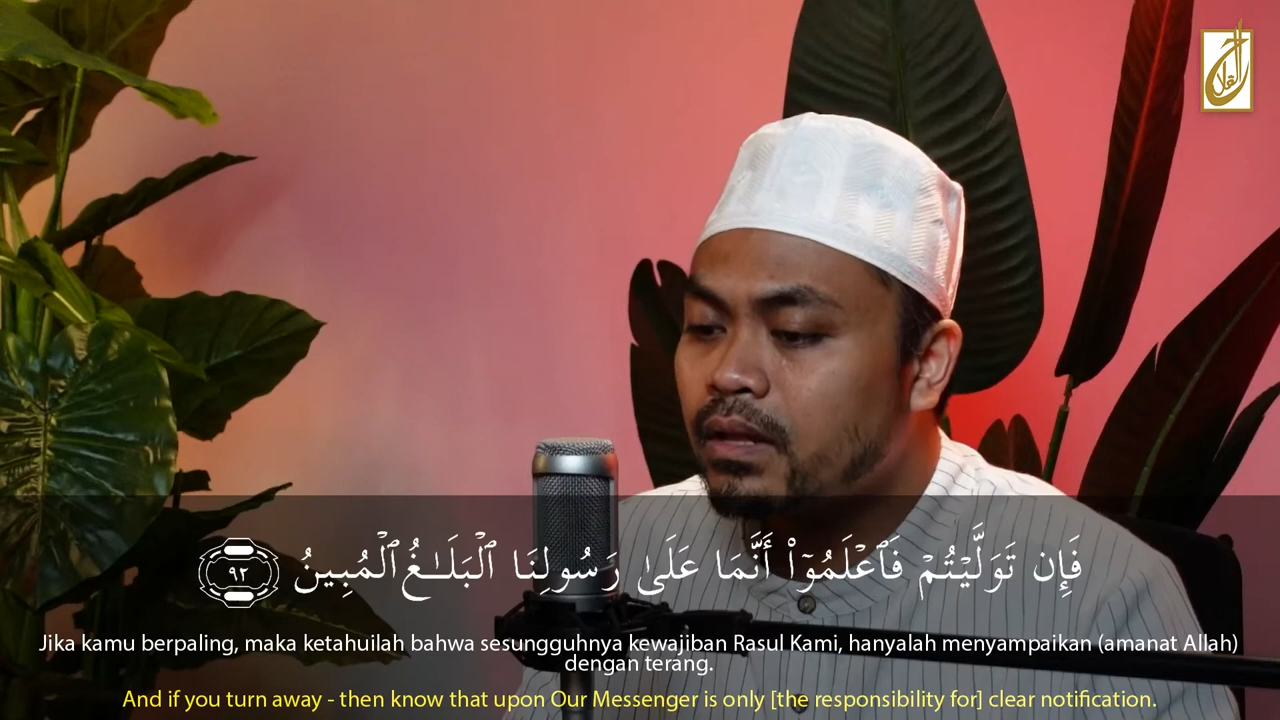 فَإِن تَوَلَّيْتُمْ فَٱعْلَمُوٓا۟ أَنَّمَا عَلَىٰ رَسُولِنَا ٱلْبَلَـٰغُ ٱلْمُبِينُ ٩٢
Jika kamu berpaling, maka ketahuilah bahwa sesungguhnya kewajiban Rasul Kami, hanyalah menyampaikan (amanat Allah)
dengan terang.
And if you turn away - then know that upon Our Messenger is only [the responsibility for] clear notification.